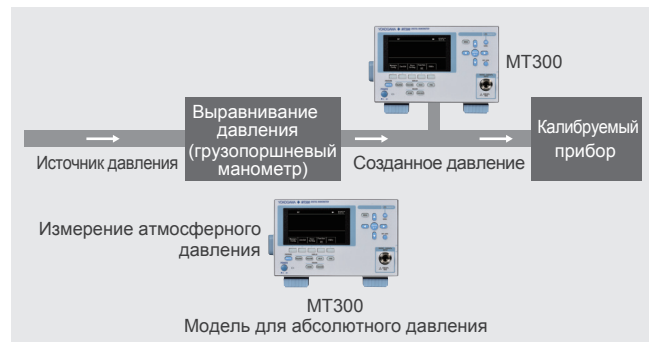 MT300
Выравнивание
давления
(грузопоршневый
манометр)
Источник давления
Созданное давление
Калибруемый
прибор
Измерение атмосферного
давления
MT300
Модель для абсолютного давления